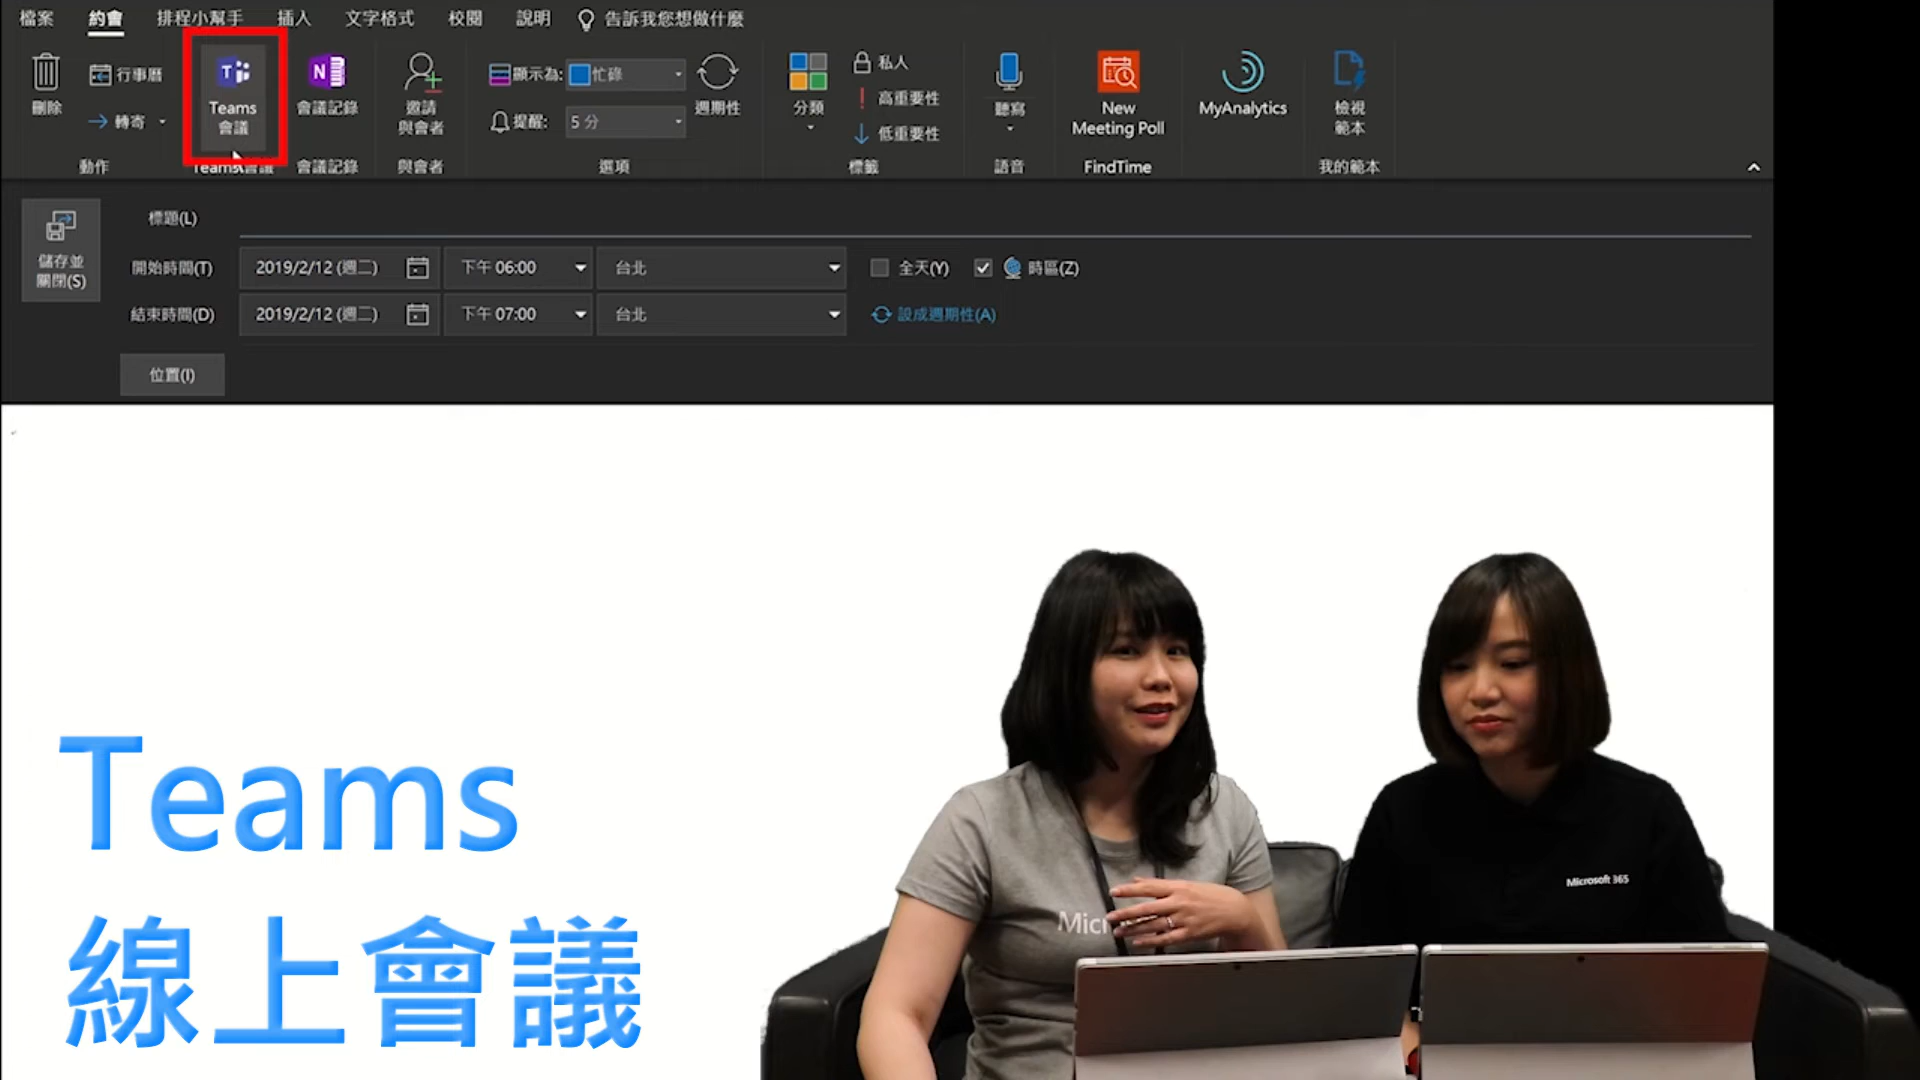 檔案 約會 排程小幫手 插入 文字格式 校閱 說明 告訴我您想做什麼
刪除
行事曆
轉寄
動作
Teams
會議
Teams 會議
會議記錄
會議記錄
邀請
與會者
與會者
顯示為: 忙碌
提醒: 5 分
週期性
選項
分類
私人
高重要性
低重要性
標籤
聽寫
語音
New
Meeting Poll
FindTime
MyAnalytics
檢視
範本
我的範本
儲存並
關閉(S)
標題(L)
開始時間(T) 2019/2/12 (週二) 下午 06:00 台北 全天(Y) 時區(Z)
結束時間(D) 2019/2/12 (週二) 下午 07:00 台北 設成週期性(A)
位置(I)
Teams
線上會議
Micr
Microsoft 365